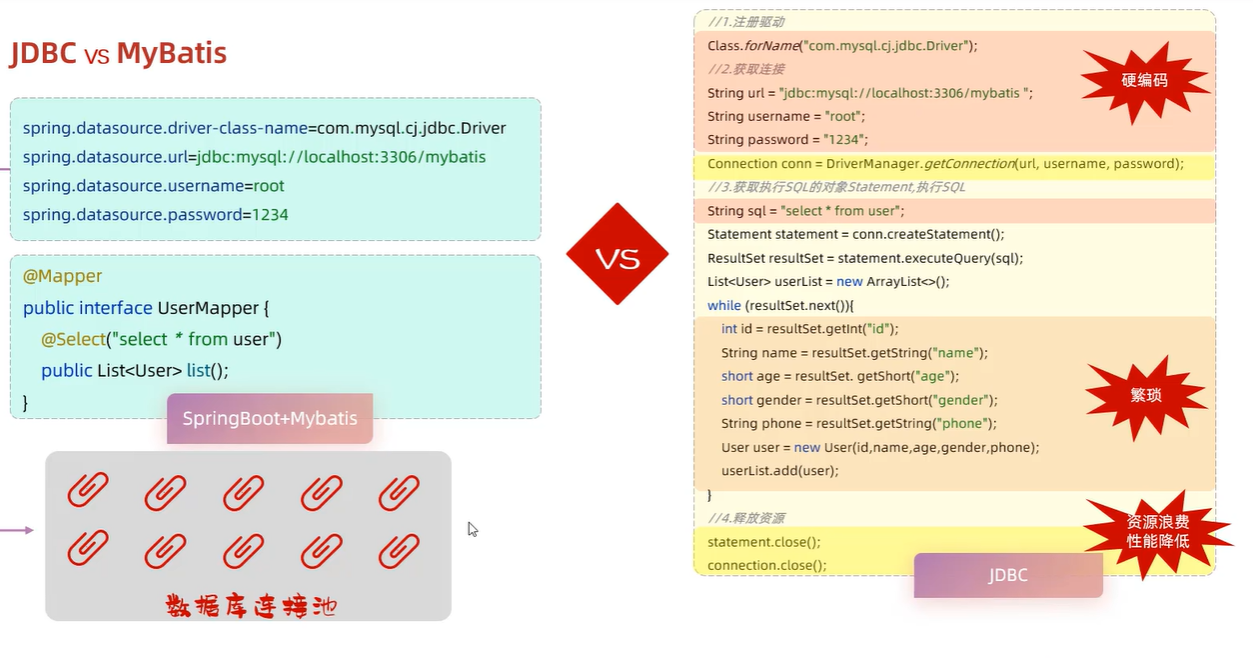 JDBC vs MyBatis
spring.datasource.driver-class-name=com.mysql.cj.jdbc.Driver
spring.datasource.url=jdbc:mysql://localhost:3306/mybatis
spring.datasource.username=root
spring.datasource.password=1234
@Mapper
public interface UserMapper {
@Select("select * from user")
public List<User> list();
}
SpringBoot+Mybatis
数据库连接池
VS
//1.注册驱动
Class.forName("com.mysql.cj.jdbc.Driver");
//2.获取连接
String url = "jdbc:mysql://localhost:3306/mybatis ";
String username = "root";
String password = "1234";
Connection conn = DriverManager.getConnection(url, username, password);
//3.获取执行SQL的对象Statement,执行SQL
String sql = "select * from user";
Statement statement = conn.createStatement();
ResultSet resultSet = statement.executeQuery(sql);
List<User> userList = new ArrayList<>();
while (resultSet.next()){
int id = resultSet.getInt("id");
String name = resultSet.getString("name");
short age = resultSet. getShort("age");
short gender = resultSet.getShort("gender");
String phone = resultSet.getString("phone");
User user = new User(id,name,age,gender,phone);
userList.add(user);
}
//4.释放资源
statement.close();
connection.close();
硬编码
繁琐
资源浪费
性能降低
JDBC